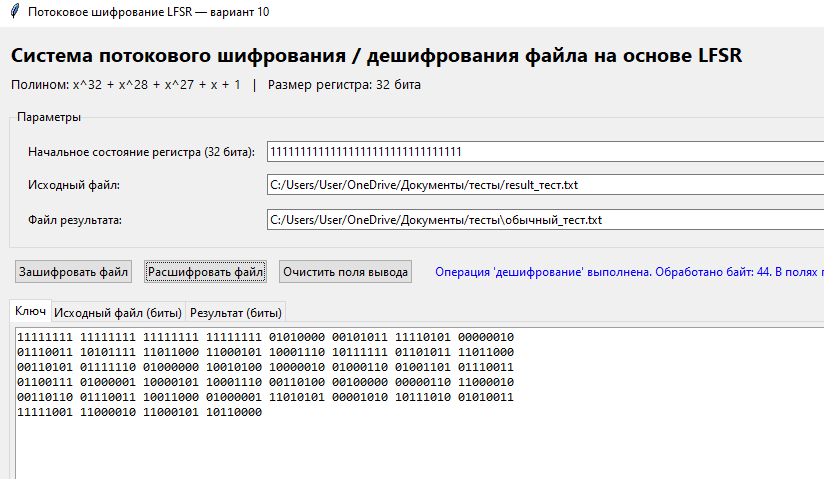 Потоковое шифрование LFSR — вариант 10
Система потокового шифрования / дешифрования файла на основе LFSR
Полином: x^32 + x^28 + x^27 + x + 1 | Размер регистра: 32 бита
Параметры
Начальное состояние регистра (32 бита): 11111111111111111111111111111111
Исходный файл: C:/Users/User/OneDrive/Документы/тесты/result_тест.txt
Файл результата: C:/Users/User/OneDrive/Документы/тесты\обычный_тест.txt
Зашифровать файл Расшифровать файл Очистить поля вывода Операция 'дешифрование' выполнена. Обработано байт: 44. В полях
Ключ Исходный файл (биты) Результат (биты)
11111111 11111111 11111111 11111111 01010000 00101011 11110101 00000010
01110011 10101111 11011000 11000101 10001110 10111111 01101011 11011000
00110101 01111110 01000000 10010100 10000010 01000110 01001101 01110011
01100111 01000001 10000101 10001110 00110100 00100000 00000110 11000010
00110110 01110011 10011000 01000001 11010101 00001010 10111010 01010011
11111001 11000010 11000101 10110000